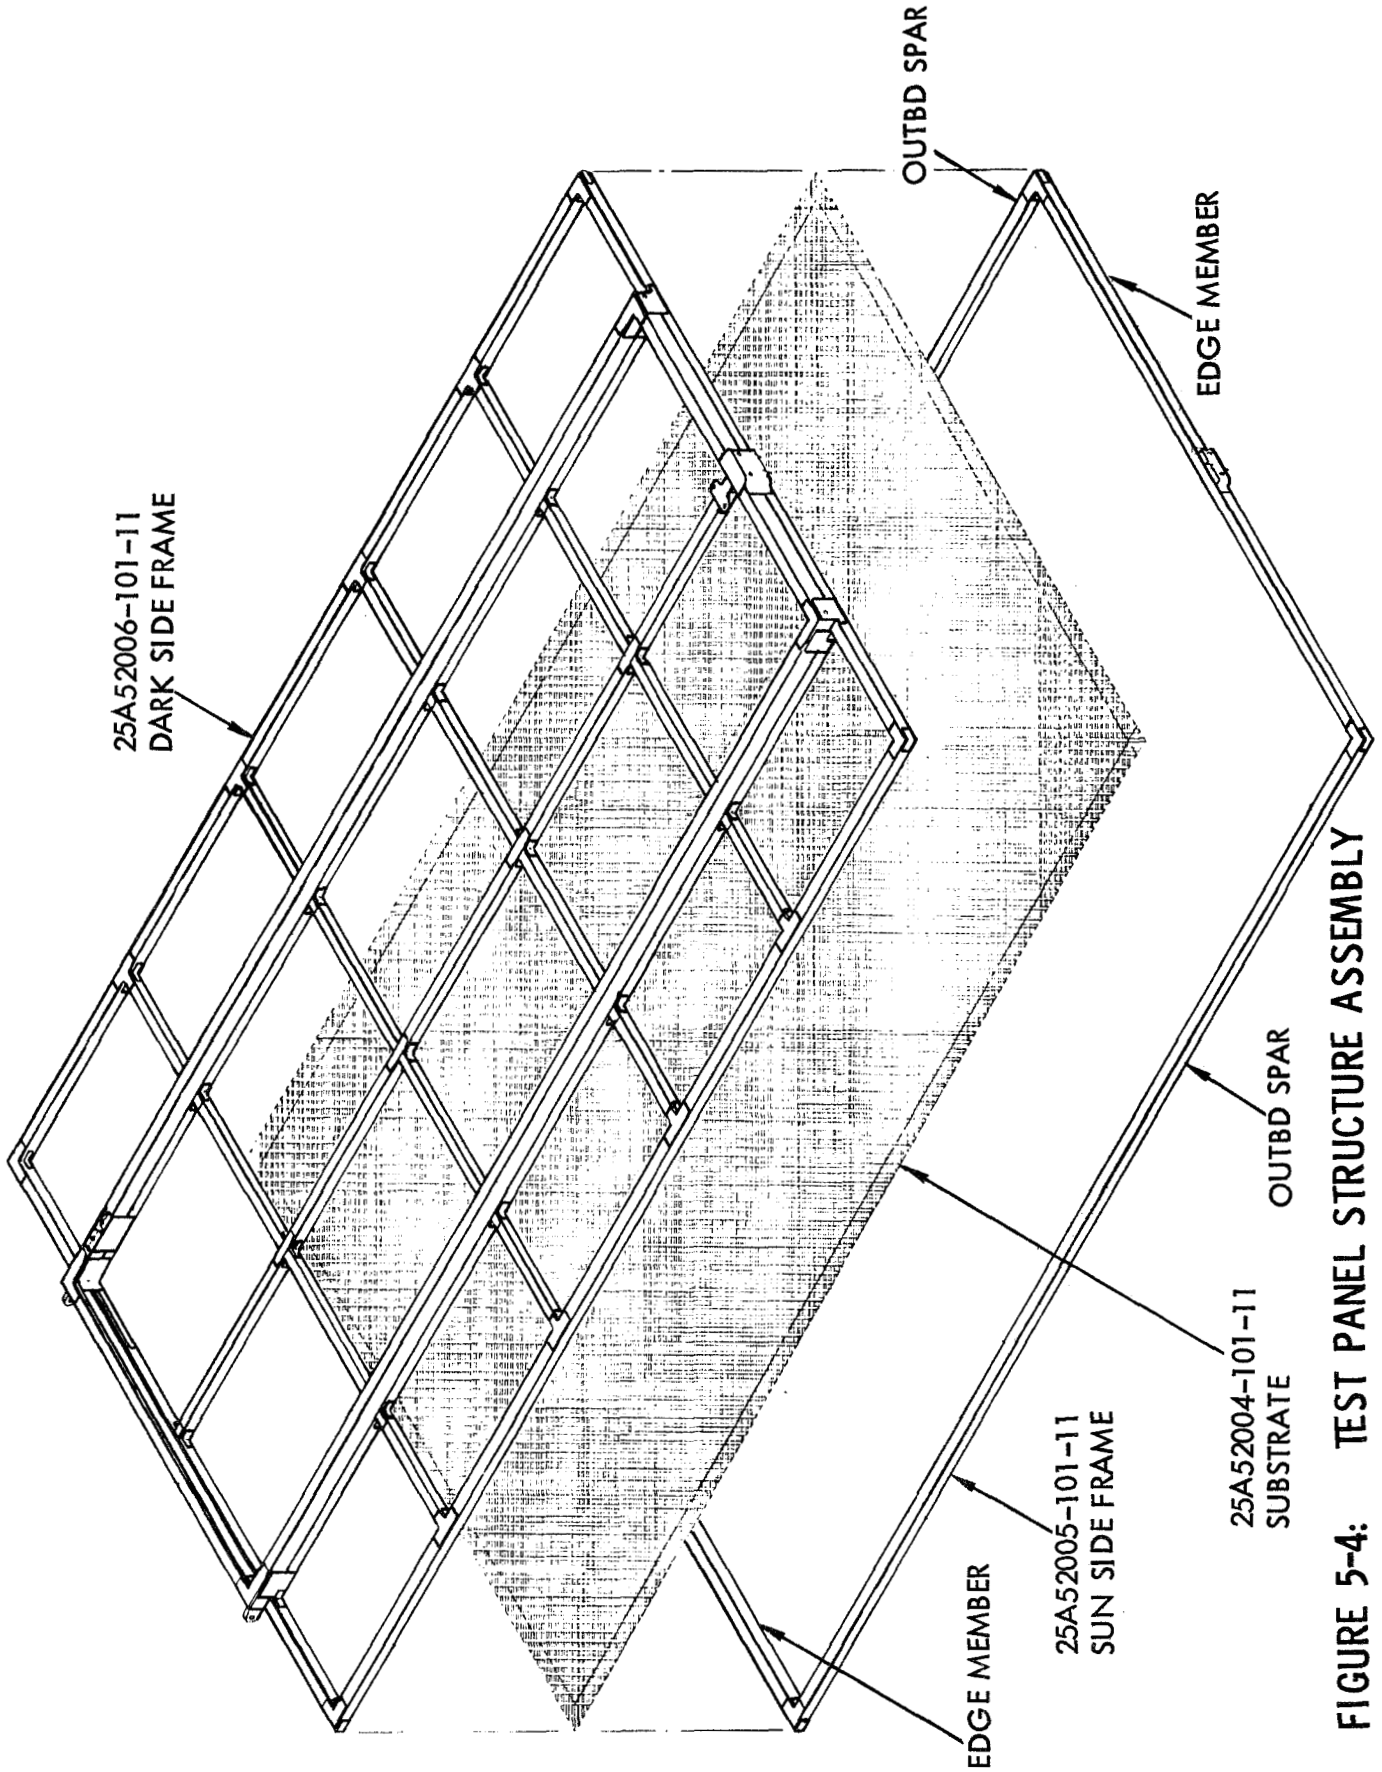 25A52006-101-11
DARK SIDE FRAME
OUTBD SPAR
EDGE MEMBER
EDGE MEMBER
25A52005-101-11
SUN SIDE FRAME
25A52004-101-11
SUBSTRATE
OUTBD SPAR
FIGURE 5-4: TEST PANEL STRUCTURE ASSEMBLY